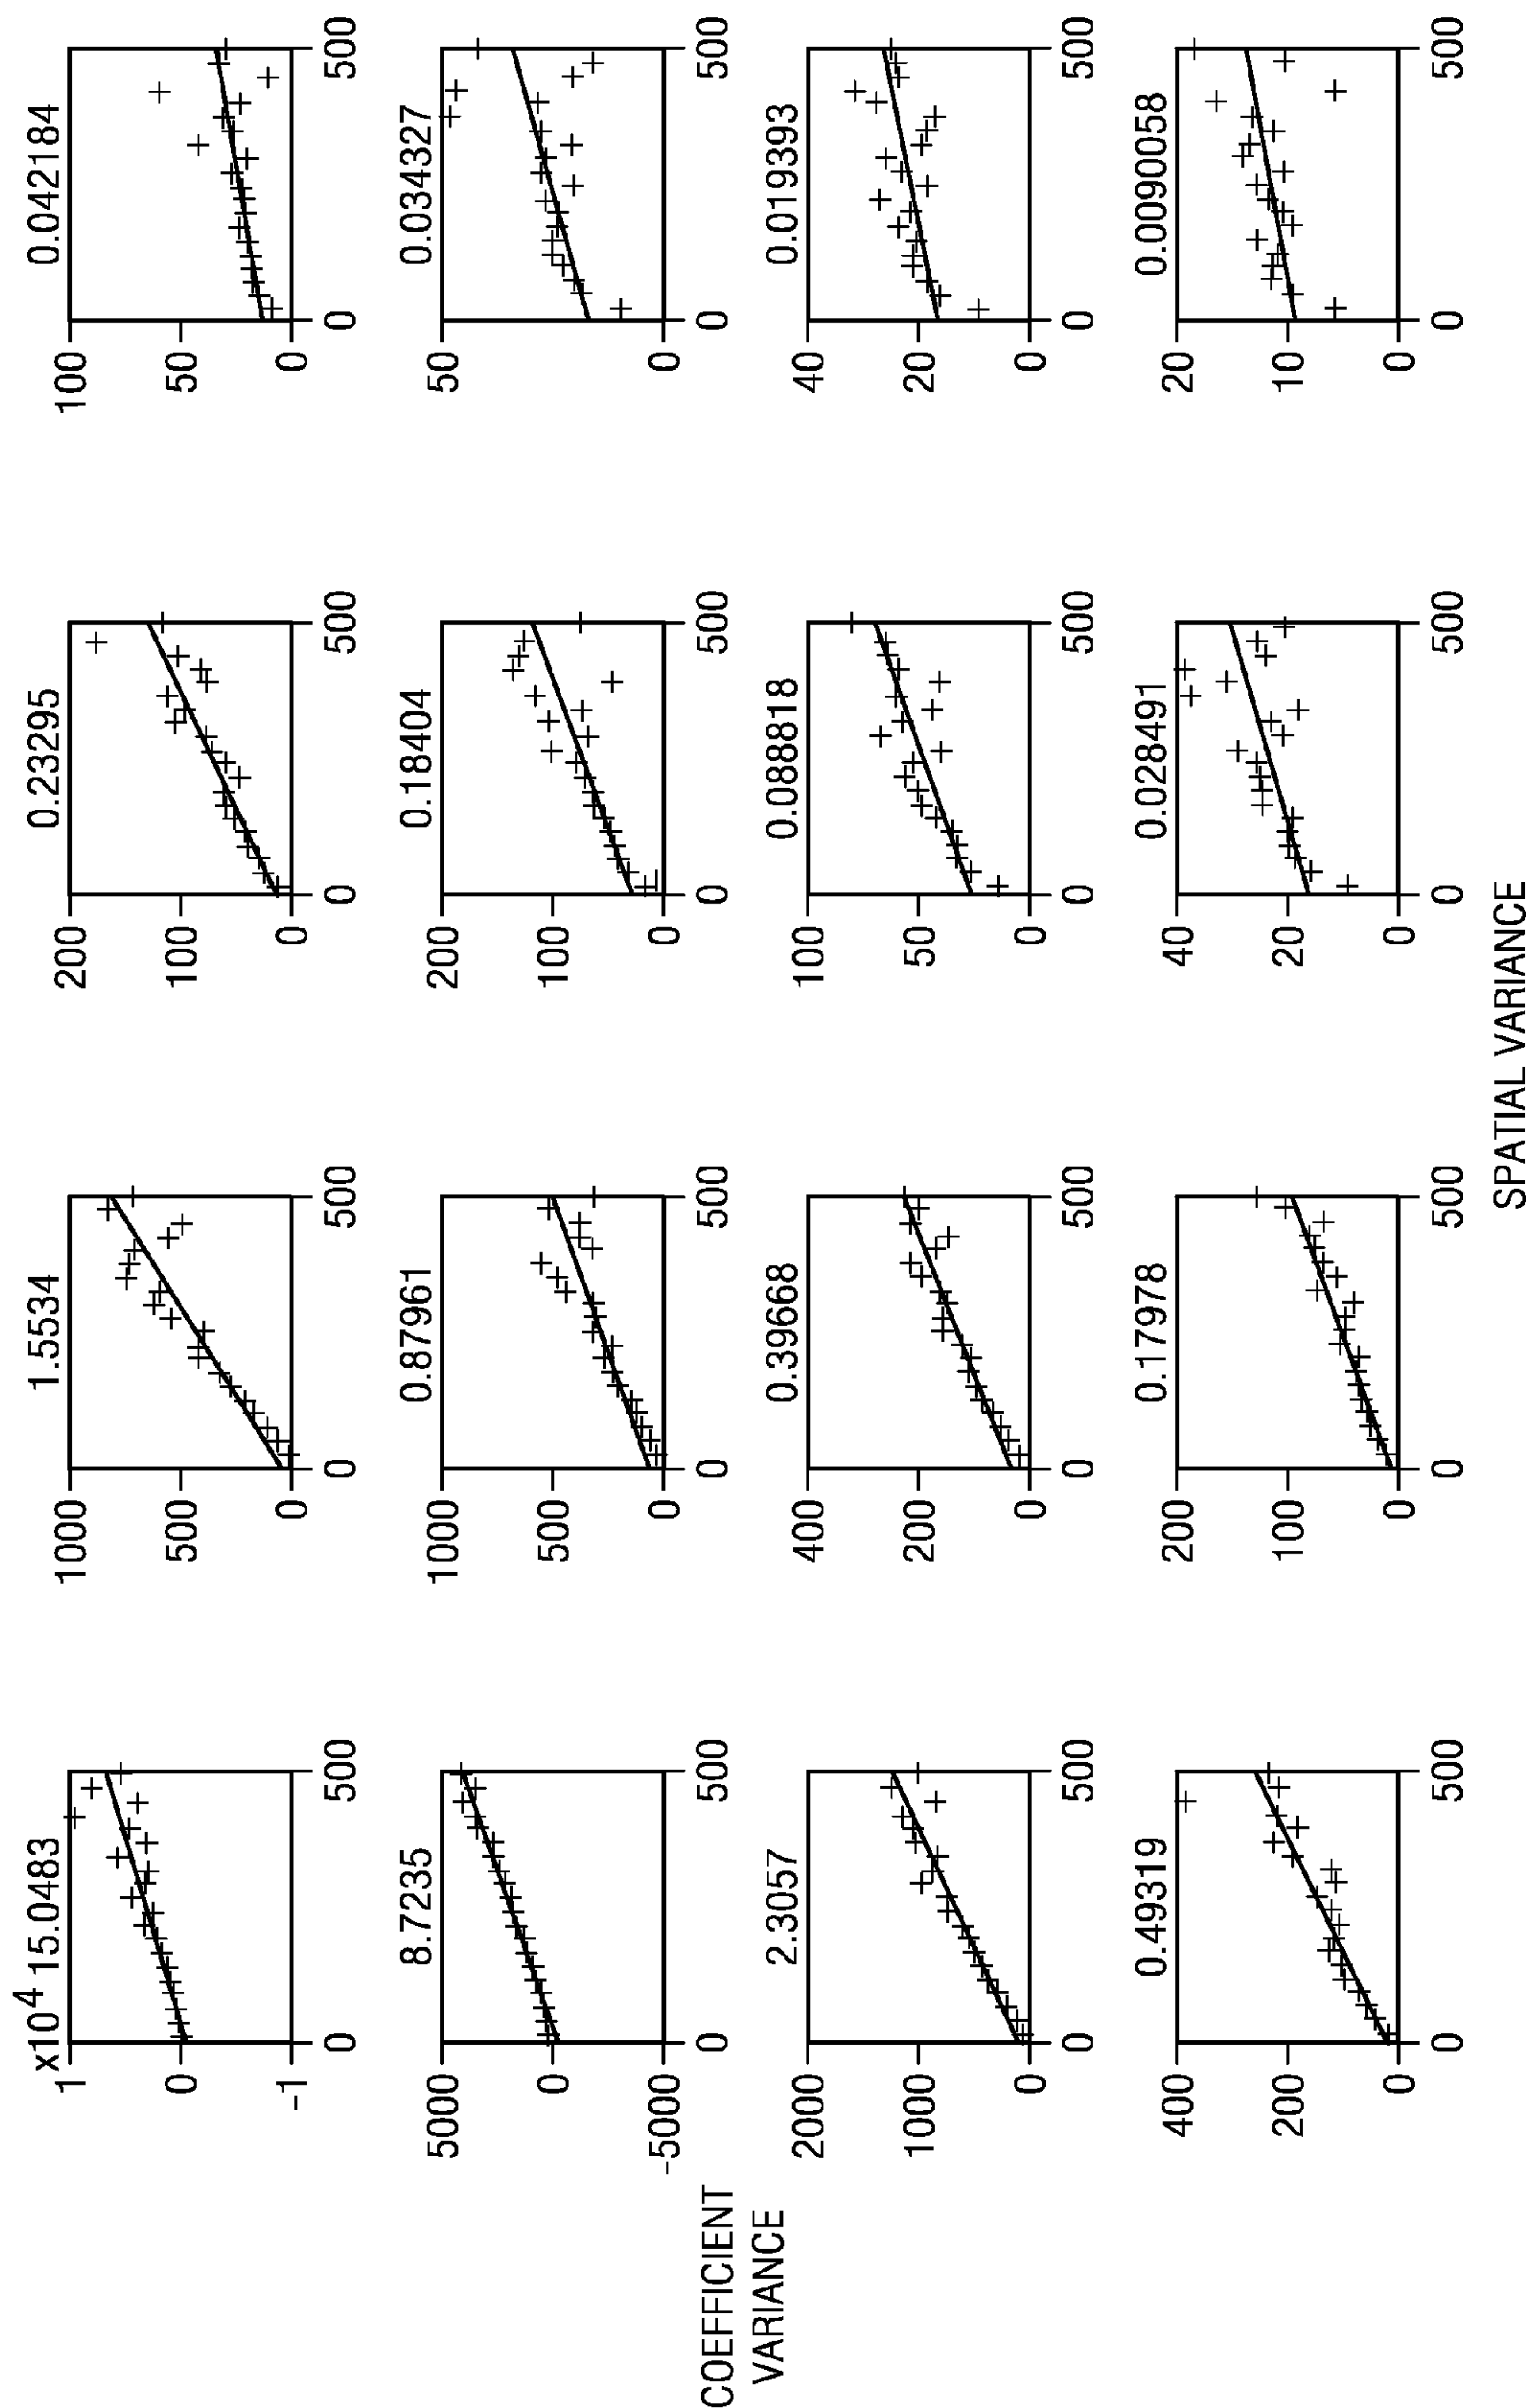 x10⁴ 15.0483 1.5534 0.23295 0.042184
1 1000 200 100
0 500 100 50
-1 0 0 0
0 500 0 500 0 500 0 500
8.7235 0.87961 0.18404 0.034327
5000 1000 200 50
0 500 100
-5000 0 0 0
0 500 0 500 0 500 0 500
COEFFICIENT
VARIANCE
2.3057 0.39668 0.088818 0.019393
2000 400 100 40
1000 200 50 20
0 0 0 0
0 500 0 500 0 500 0 500
0.49319 0.17978 0.028491 0.0090058
400 200 40 20
200 100 20 10
0 0 0 0
0 500 0 500 0 500 0 500
SPATIAL VARIANCE